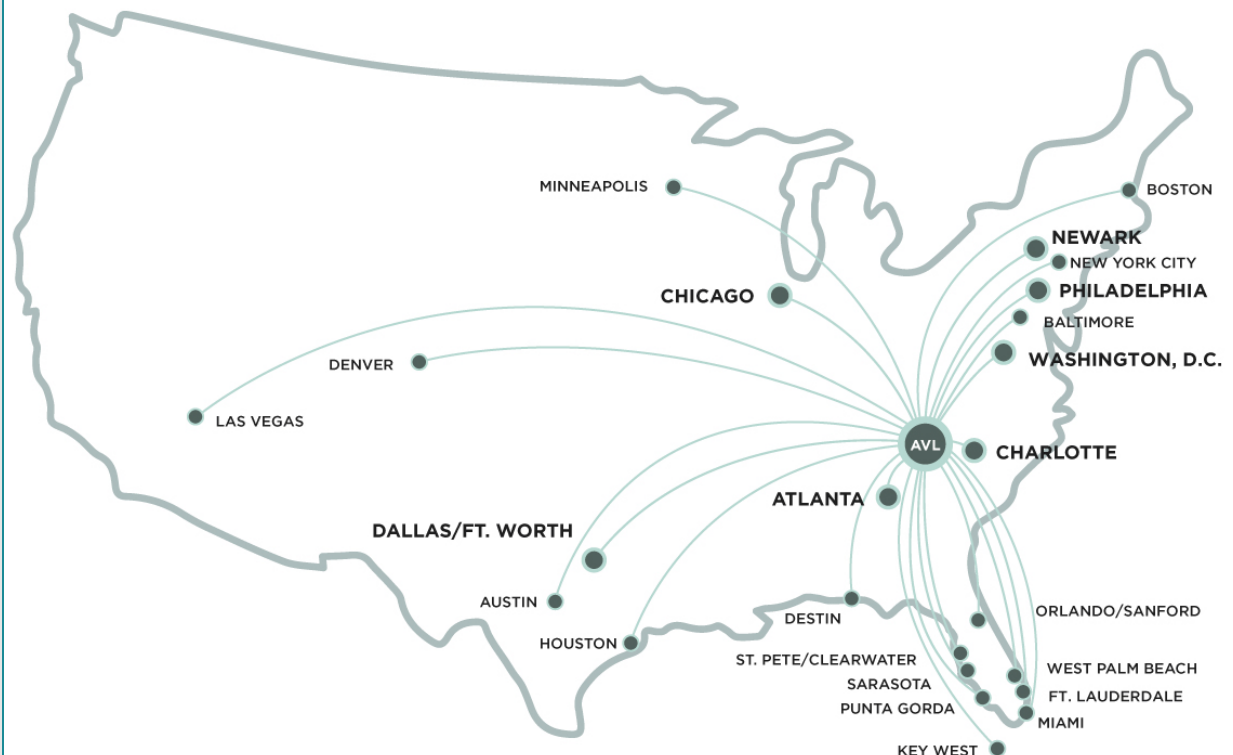 MINNEAPOLIS
BOSTON
NEWARK
NEW YORK CITY
CHICAGO
PHILADELPHIA
BALTIMORE
WASHINGTON, D.C.
DENVER
LAS VEGAS
AVL
CHARLOTTE
ATLANTA
DALLAS/FT. WORTH
AUSTIN
DESTIN
ORLANDO/SANFORD
HOUSTON
ST. PETE/CLEARWATER
WEST PALM BEACH
SARASOTA
FT. LAUDERDALE
PUNTA GORDA
MIAMI
KEY WEST